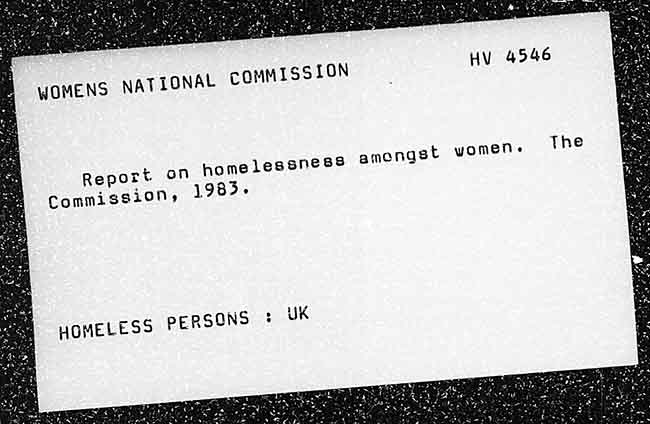 WOMENS NATIONAL COMMISSION HV 4546
Report on homelessness amongst women. The
Commission, 1983.
HOMELESS PERSONS : UK